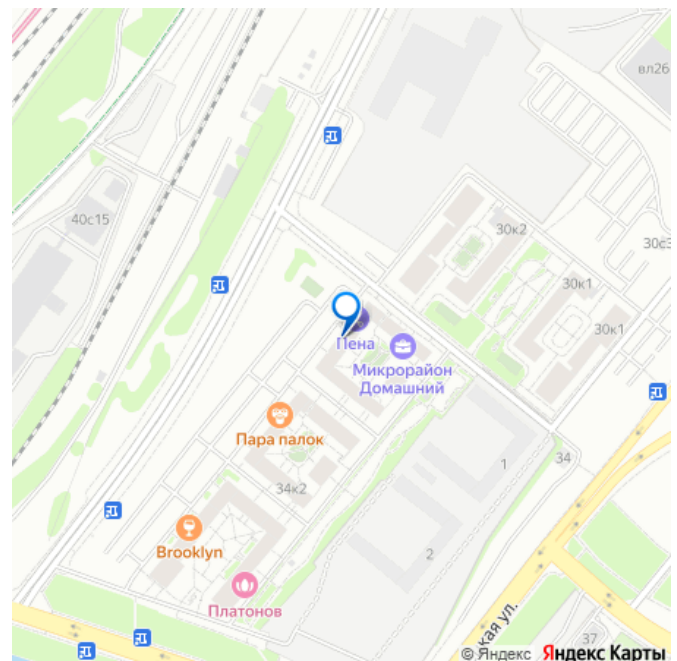 вл26
40с15
30к2
30с3
30к1
30к1
Пена
Микрорайон
Домашний
Пара палок
34
1
34к2
Brooklyn
2
Платонов
кая ул.
37
© Яндекс Яндекс Карты